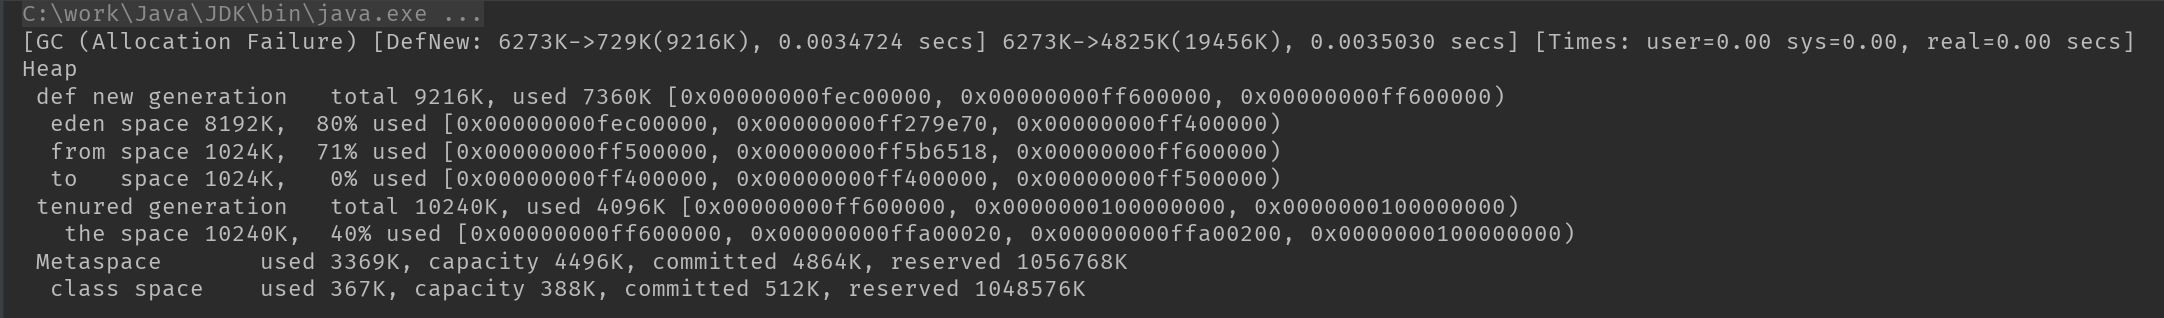 C:\work\Java\JDK\bin\java.exe ...
[GC (Allocation Failure) [DefNew: 6273K->729K(9216K), 0.0034724 secs] 6273K->4825K(19456K), 0.0035030 secs] [Times: user=0.00 sys=0.00, real=0.00 secs]
Heap
 def new generation   total 9216K, used 7360K [0x00000000fec00000, 0x00000000ff600000, 0x00000000ff600000)
  eden space 8192K,  80% used [0x00000000fec00000, 0x00000000ff279e70, 0x00000000ff400000)
  from space 1024K,  71% used [0x00000000ff500000, 0x00000000ff5b6518, 0x00000000ff600000)
  to   space 1024K,   0% used [0x00000000ff400000, 0x00000000ff400000, 0x00000000ff500000)
 tenured generation   total 10240K, used 4096K [0x00000000ff600000, 0x0000000100000000, 0x0000000100000000)
   the space 10240K,  40% used [0x00000000ff600000, 0x00000000ffa00020, 0x00000000ffa00200, 0x0000000100000000)
 Metaspace       used 3369K, capacity 4496K, committed 4864K, reserved 1056768K
  class space    used 367K, capacity 388K, committed 512K, reserved 1048576K